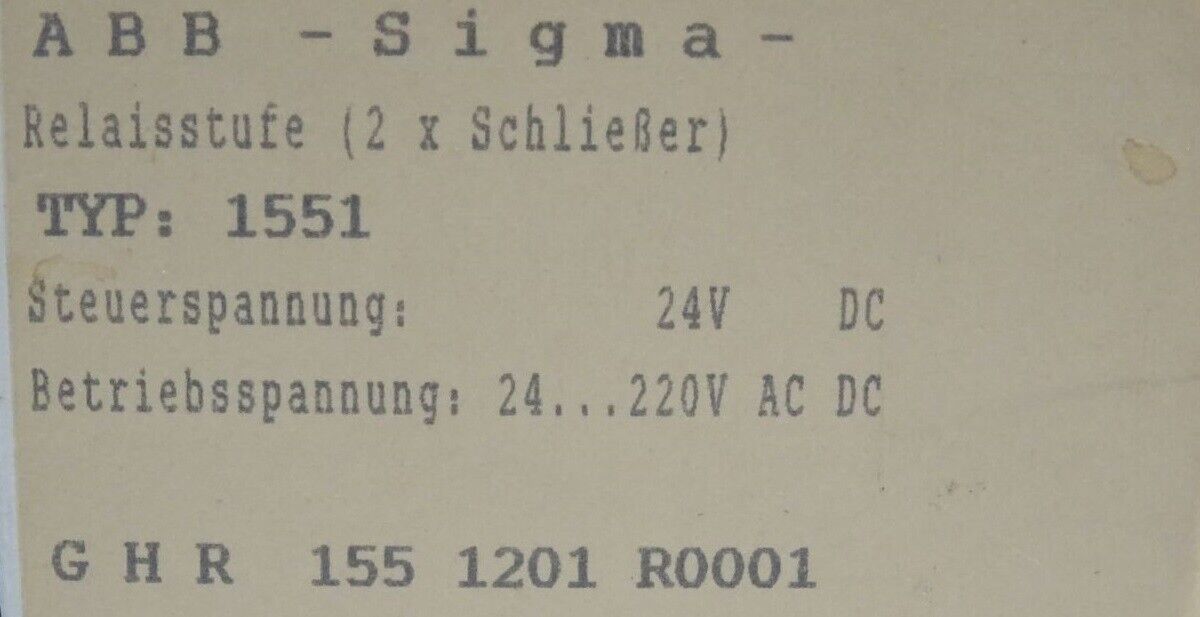 ABB -Sigma-
Relaisstufe (2 x Schließer)
TYP: 1551
Steuerspannung: 24V DC
Betriebsspannung: 24...220V AC DC
GHR 155 1201 R0001